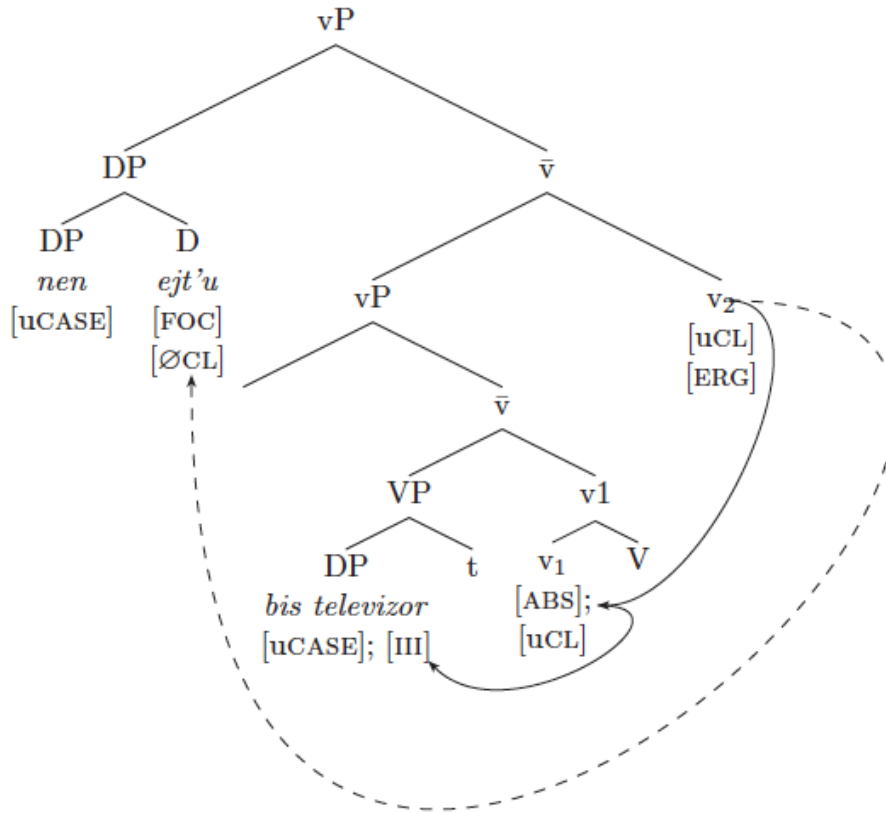 vP
DP v̄
DP D vP v₂
nen ejt'u [uCL]
[uCASE] [FOC] [ERG]
[∅CL]
v̄
VP v1
DP t v₁ V
bis televizor [ABS];
[uCASE]; [III] [uCL]